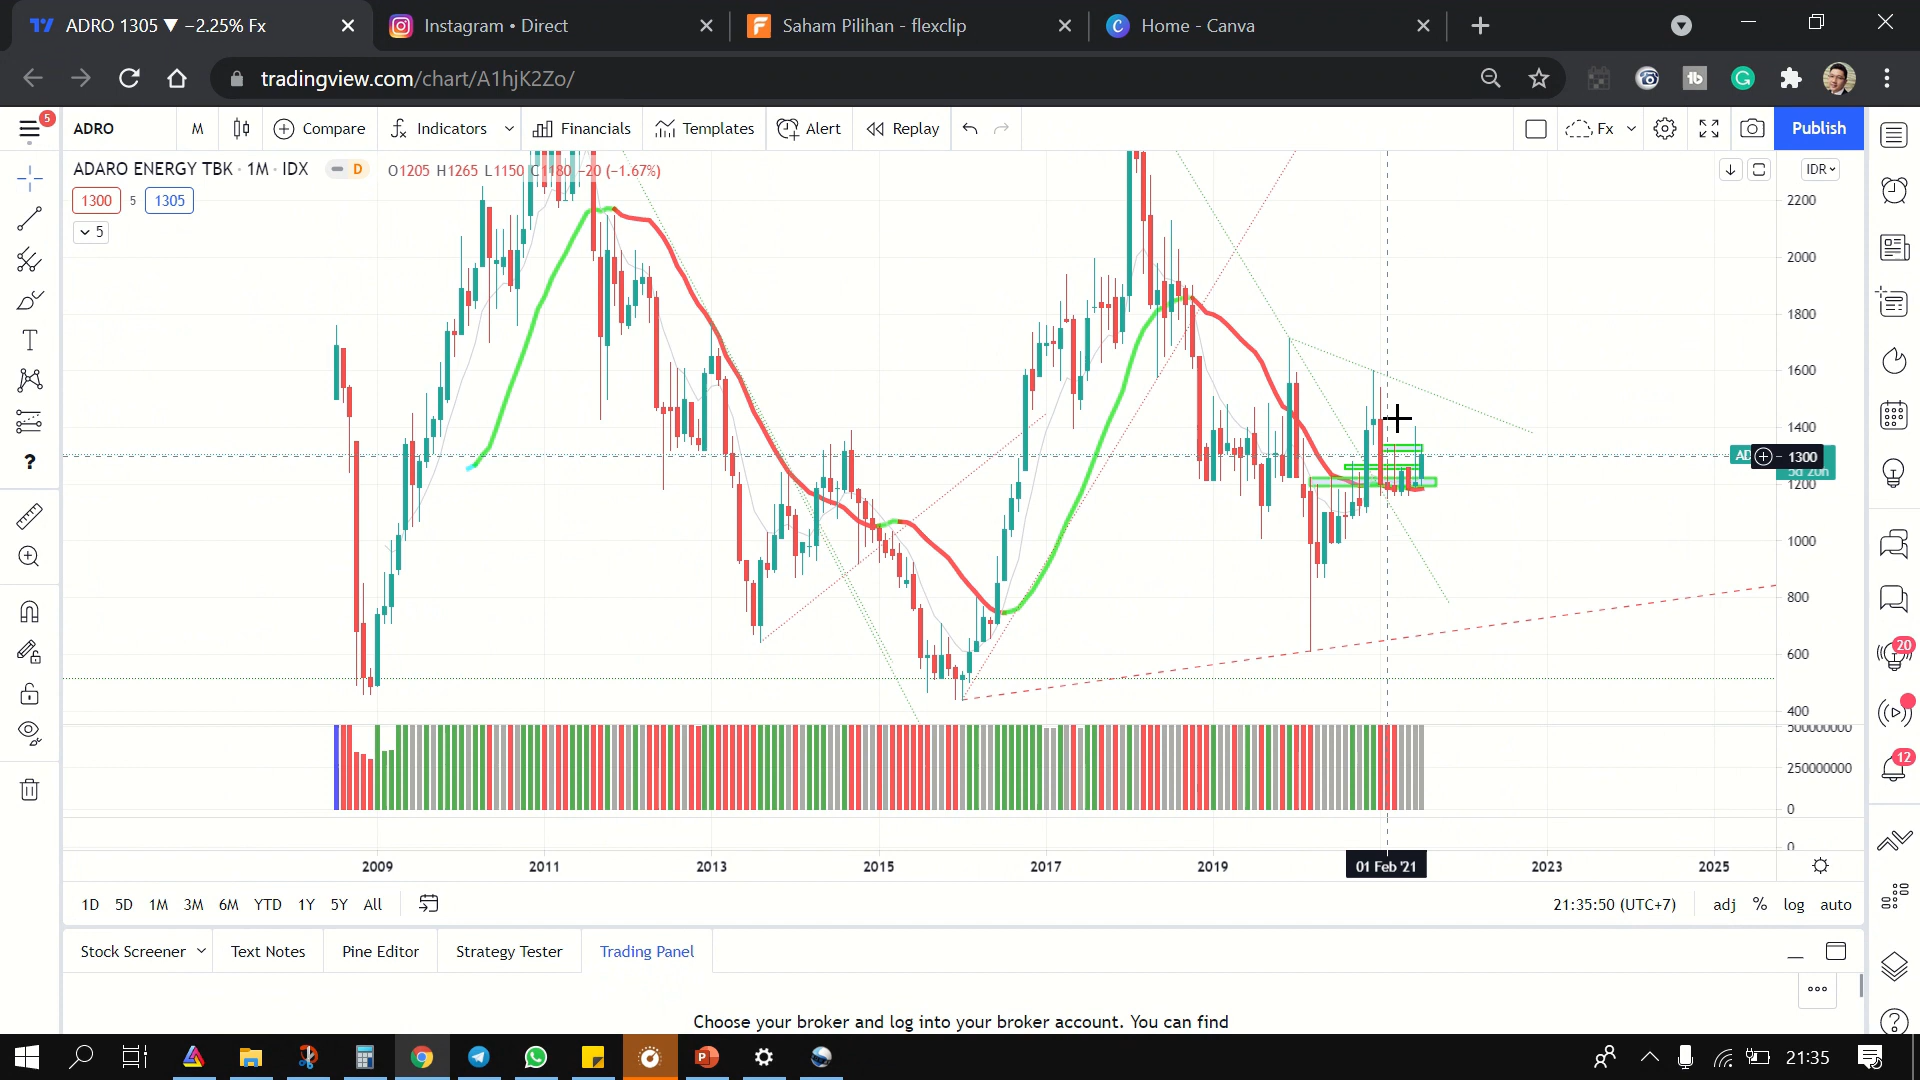 ADRO 1305 ▼ −2.25% Fx
Instagram • Direct
Saham Pilihan - flexclip
Home - Canva
tradingview.com/chart/A1hjK2Zo/
5
ADRO
M
Compare
Indicators
Financials
Templates
Alert
Replay
Fx
Publish
ADARO ENERGY TBK · 1M · IDX
D
O1205 H1265 L1150 C1180 −20 (−1.67%)
IDR
1300
5
1305
5
2200
2000
1800
1600
1400
1300
1200
1000
800
600
400
500000000
250000000
0
0
2009
2011
2013
2015
2017
2019
01 Feb '21
2023
2025
1D 5D 1M 3M 6M YTD 1Y 5Y All
21:35:50 (UTC+7)
adj % log auto
Stock Screener
Text Notes
Pine Editor
Strategy Tester
Trading Panel
Choose your broker and log into your broker account. You can find
20
12
21:35